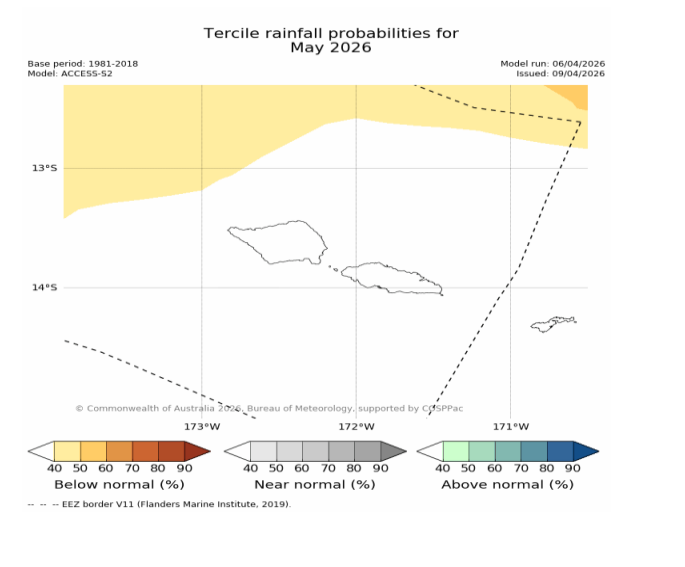 Tercile rainfall probabilities for
May 2026
Base period: 1981-2018
Model: ACCESS-S2
Model run: 06/04/2026
Issued: 09/04/2026
13°S
14°S
© Commonwealth of Australia 2026, Bureau of Meteorology, supported by COSPPac
173°W 172°W 171°W
40 50 60 70 80 90 40 50 60 70 80 90 40 50 60 70 80 90
Below normal (%) Near normal (%) Above normal (%)
-- -- -- EEZ border V11 (Flanders Marine Institute, 2019).